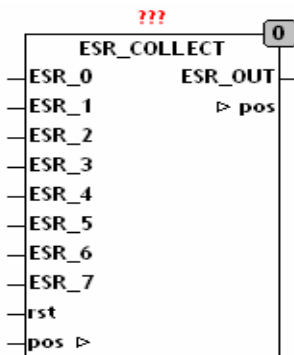 ???
0
ESR_COLLECT
ESR_0 ESR_OUT
ESR_1 ▷ pos
ESR_2
ESR_3
ESR_4
ESR_5
ESR_6
ESR_7
rst
pos ▷